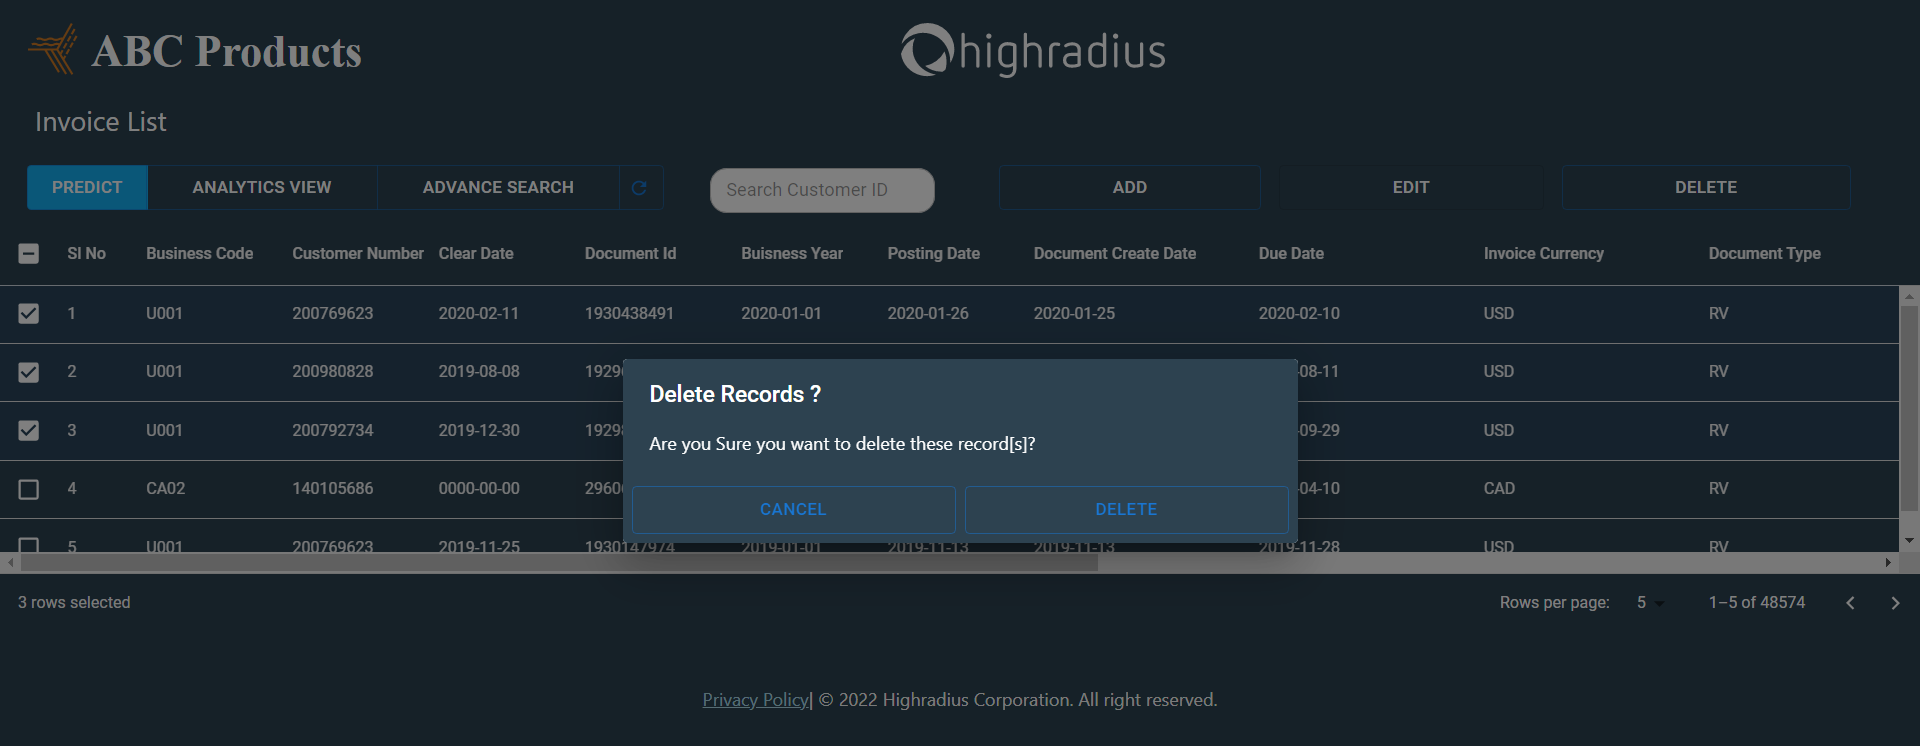 ABC Products
highradius
Invoice List
PREDICT ANALYTICS VIEW ADVANCE SEARCH Search Customer ID ADD EDIT DELETE
Sl No Business Code Customer Number Clear Date Document Id Buisness Year Posting Date Document Create Date Due Date Invoice Currency Document Type
1 U001 200769623 2020-02-11 1930438491 2020-01-01 2020-01-26 2020-01-25 2020-02-10 USD RV
2 U001 200980828 2019-08-08 1929 -08-11 USD RV
3 U001 200792734 2019-12-30 1929 -09-29 USD RV
4 CA02 140105686 0000-00-00 2960 -04-10 CAD RV
5 U001 200769623 2019-11-25 1930147974 2019-01-01 2019-11-13 2019-11-13 2019-11-28 USD RV
Delete Records ?
Are you Sure you want to delete these record[s]?
CANCEL DELETE
3 rows selected Rows per page: 5 1–5 of 48574
Privacy Policy| © 2022 Highradius Corporation. All right reserved.